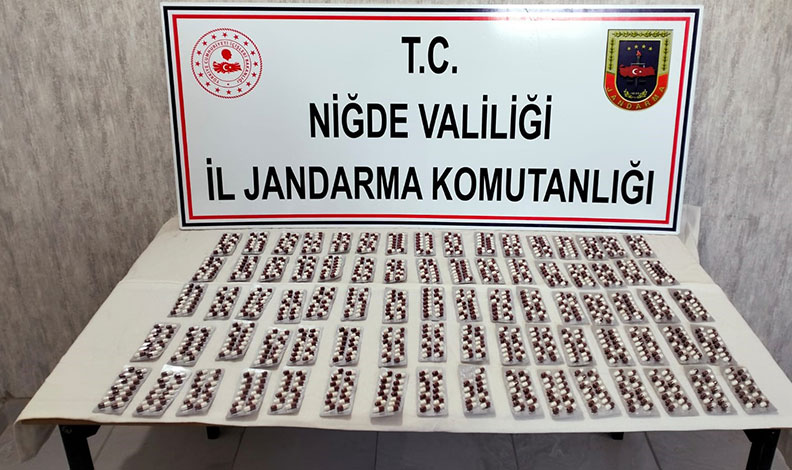 T.C.
NİĞDE VALİLİĞİ
İL JANDARMA KOMUTANLIĞI
JANDARMA